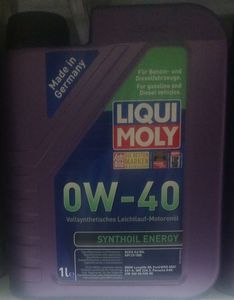 Made in
Germany
Für Benzin- und
Dieselfahrzeuge.
For gasoline and
Diesel vehicles.
LIQUI
MOLY
0W-40
Vollsynthetisches Leichtlauf-Motorenöl
SYNTHOIL ENERGY
1L